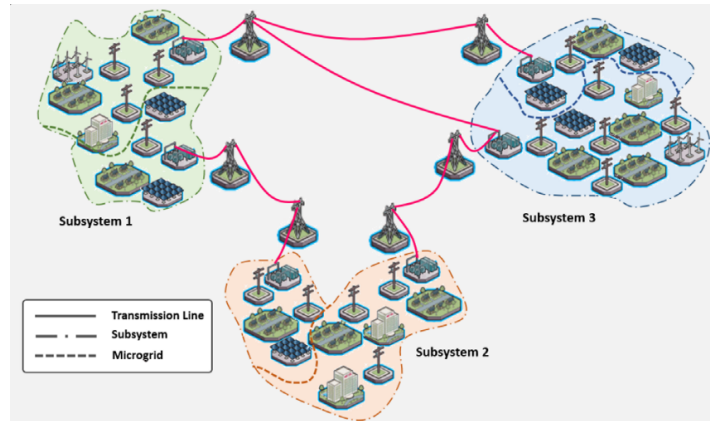 Subsystem 1
Subsystem 3
Subsystem 2
Transmission Line
Subsystem
Microgrid